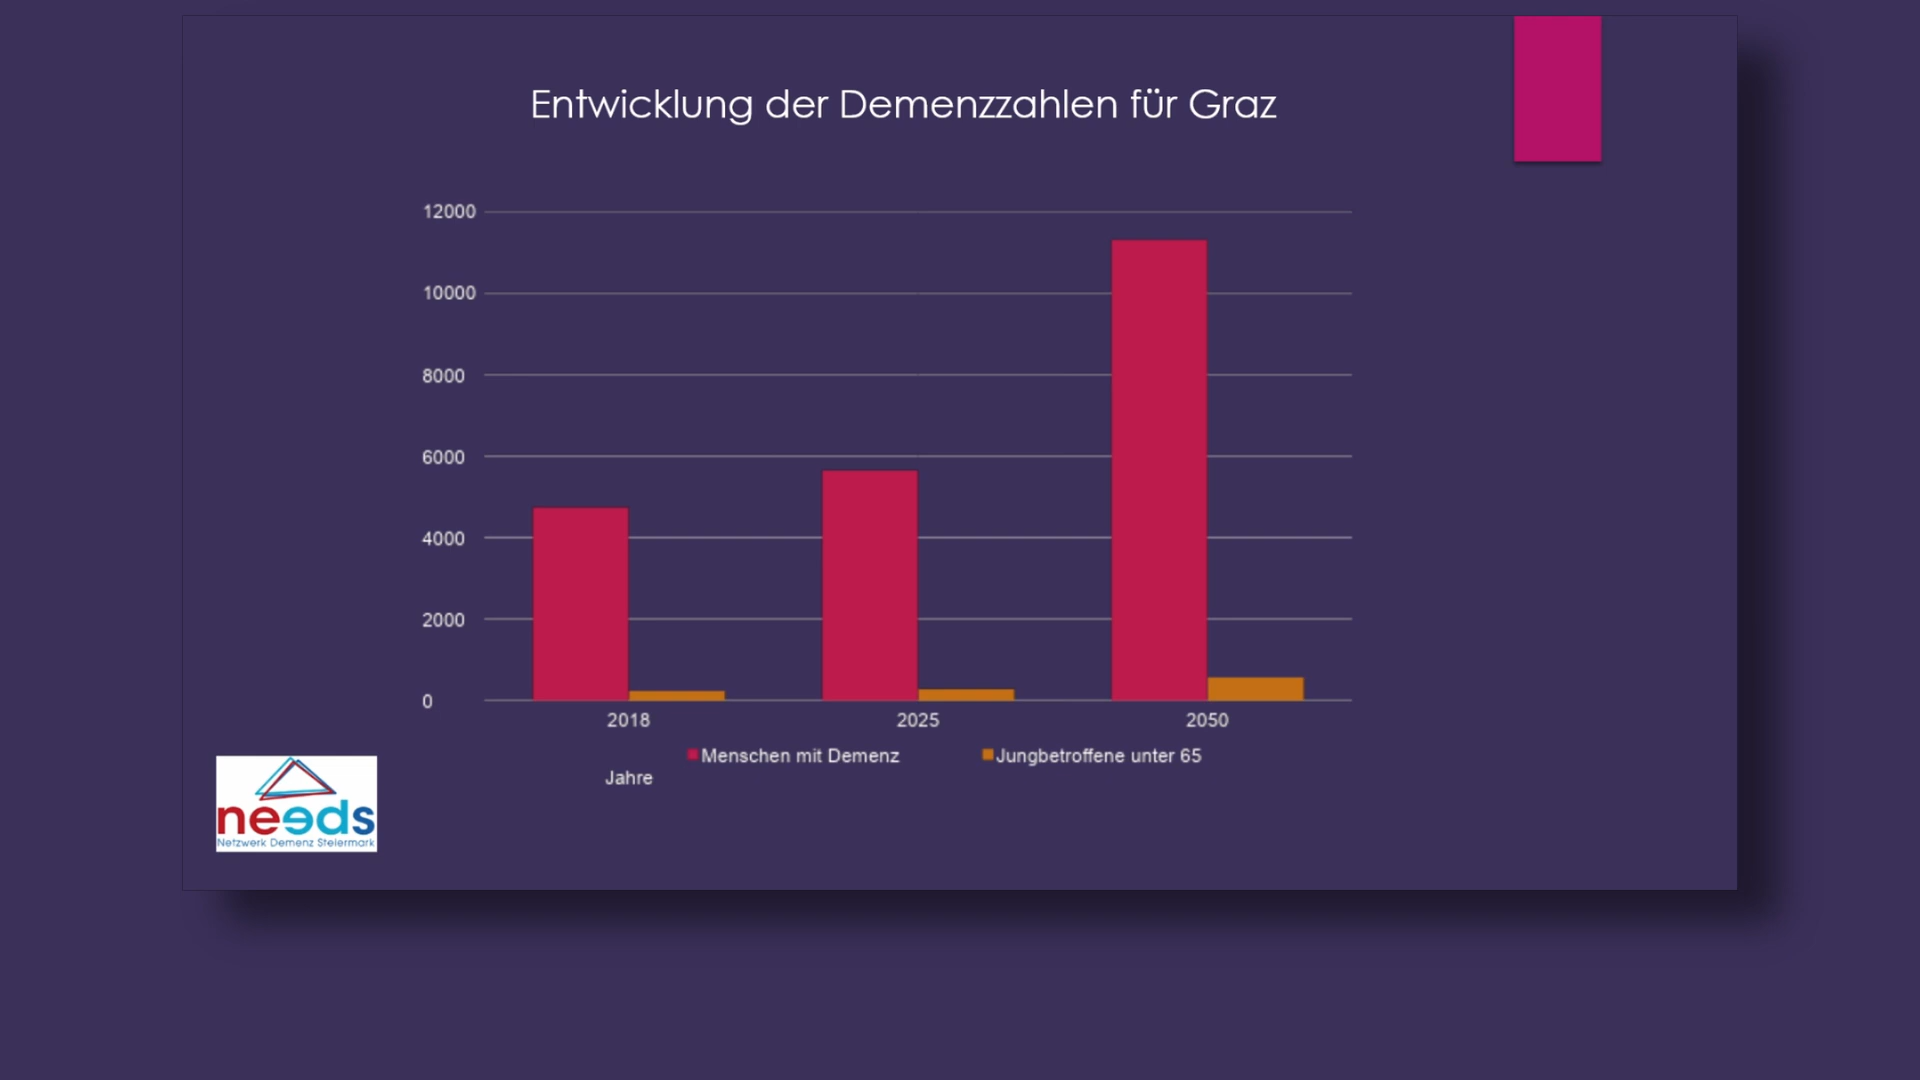 Entwicklung der Demenzzahlen für Graz
12000
10000
8000
6000
4000
2000
0
2018 2025 2050
Menschen mit Demenz Jungbetroffene unter 65
Jahre
needs
Netzwerk Demenz Steiermark